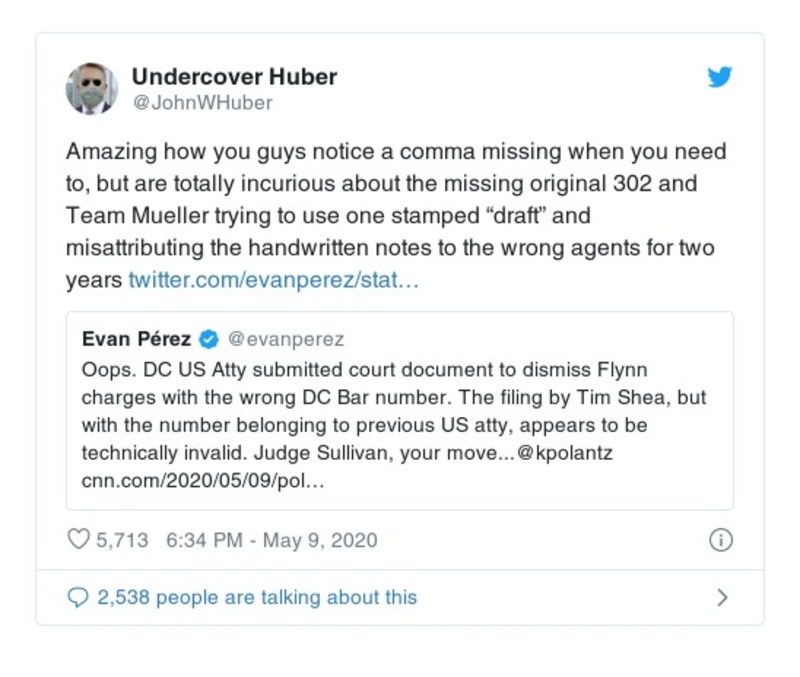 Undercover Huber
@JohnWHuber
Amazing how you guys notice a comma missing when you need
to, but are totally incurious about the missing original 302 and
Team Mueller trying to use one stamped “draft” and
misattributing the handwritten notes to the wrong agents for two
years twitter.com/evanperez/stat…
Evan Pérez @evanperez
Oops. DC US Atty submitted court document to dismiss Flynn
charges with the wrong DC Bar number. The filing by Tim Shea, but
with the number belonging to previous US atty, appears to be
technically invalid. Judge Sullivan, your move...@kpolantz
cnn.com/2020/05/09/pol…
5,713 6:34 PM - May 9, 2020
2,538 people are talking about this